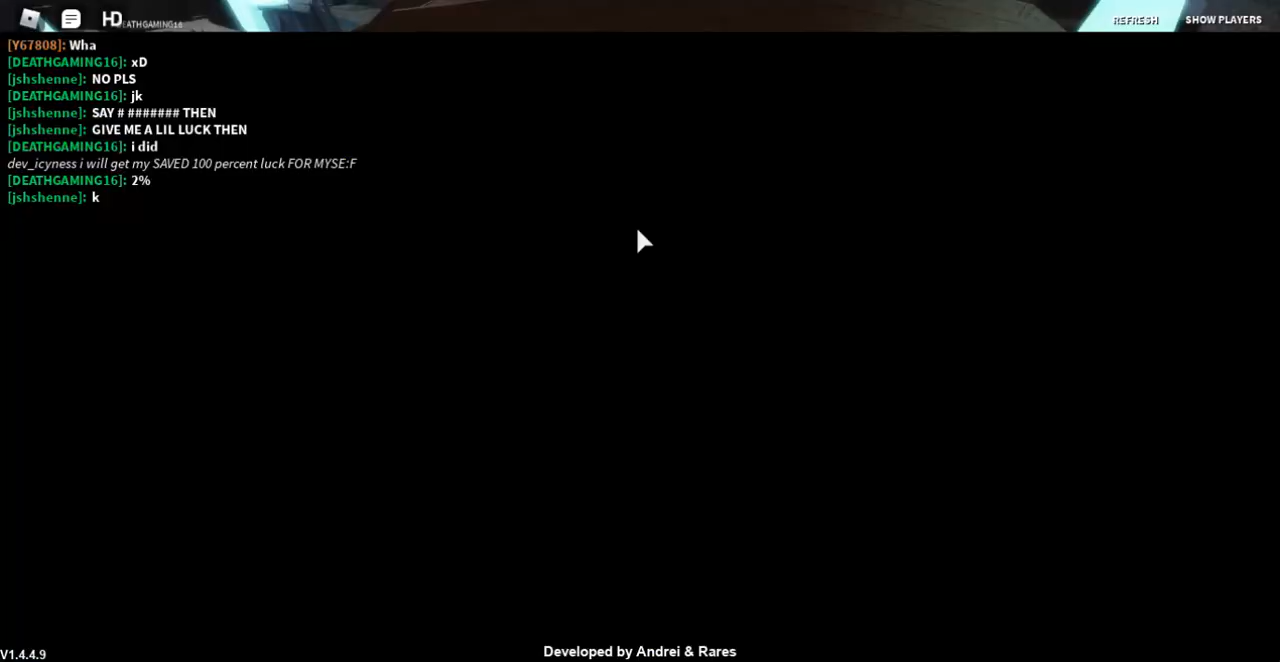 HD
EATHGAMING16
REFRESH
SHOW PLAYERS
[Y67808]: Wha
[DEATHGAMING16]: xD
[jshshenne]: NO PLS
[DEATHGAMING16]: jk
[jshshenne]: SAY # ####### THEN
[jshshenne]: GIVE ME A LIL LUCK THEN
[DEATHGAMING16]: i did
dev_icyness i will get my SAVED 100 percent luck FOR MYSE:F
[DEATHGAMING16]: 2%
[jshshenne]: k
V1.4.4.9
Developed by Andrei & Rares